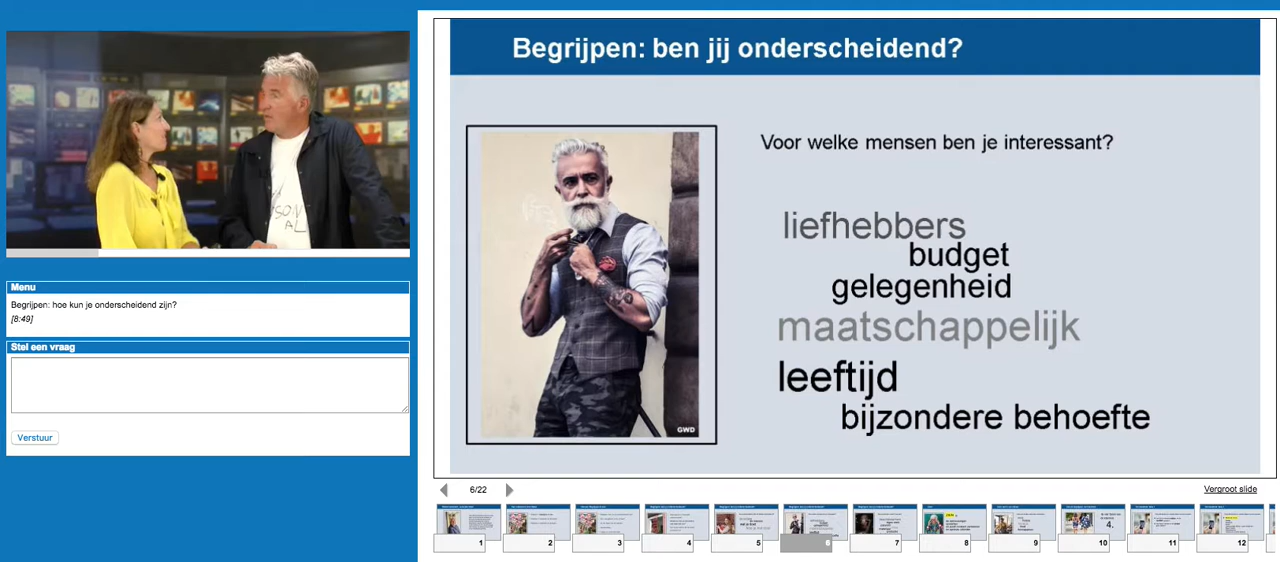 Begrijpen: ben jij onderscheidend?
Voor welke mensen ben je interessant?
liefhebbers
budget
gelegenheid
maatschappelijk
leeftijd
bijzondere behoefte
GWD
Menu
Begrijpen: hoe kun je onderscheidend zijn?
[8:49]
Stel een vraag
Verstuur
6/22
Vergroot slide
1
2
3
4
5
6
7
8
9
4.
10
11
12